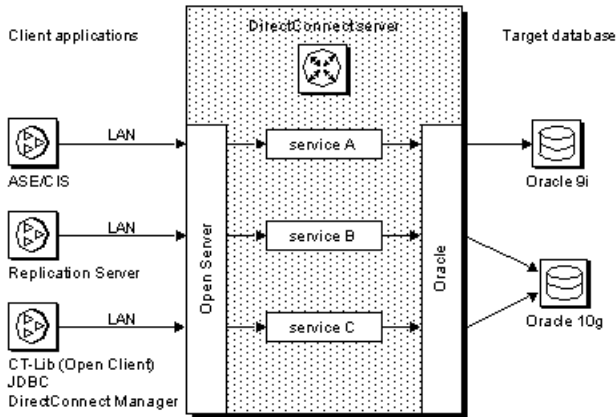 Client applications
DirectConnect server
Target database
LAN
service A
ASE/CIS
Oracle 9i
LAN
service B
Replication Server
Open Server
Oracle
LAN
service C
Oracle 10g
CT-Lib (Open Client)
JDBC
DirectConnect Manager